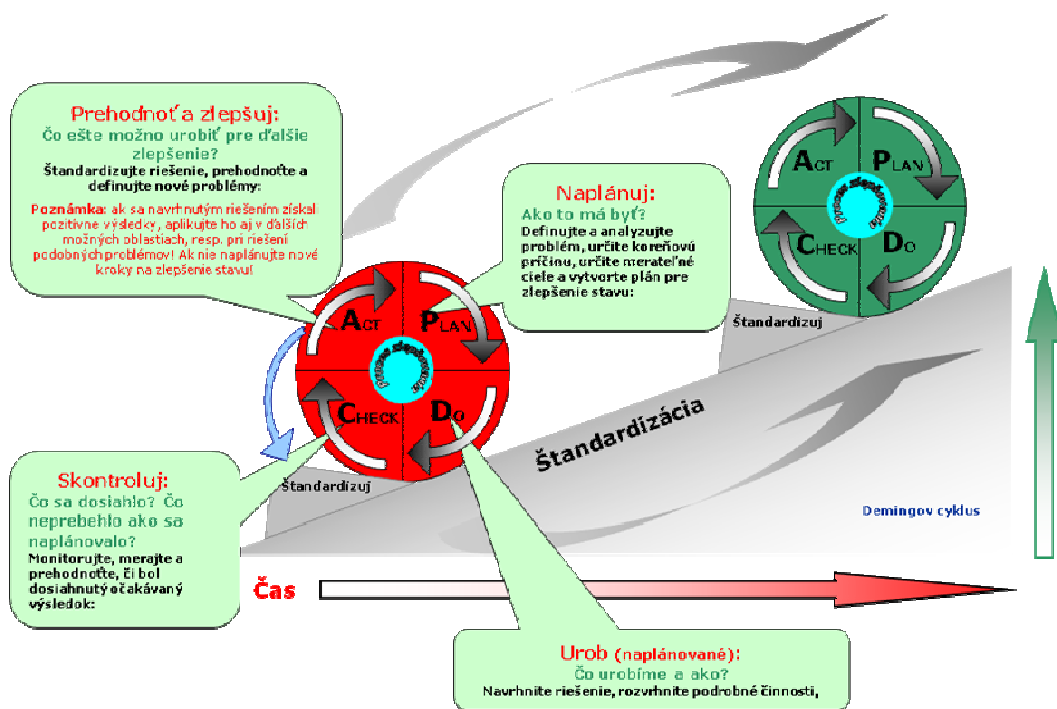 Prehodnoť a zlepšuj:
Čo ešte možno urobiť pre ďalšie
zlepšenie?
Štandardizujte riešenie, prehodnoťte a
definujte nové problémy:
Poznámka: ak sa navrhnutým riešením získali
pozitívne výsledky, aplikujte ho aj v ďalších
možných oblastiach, resp. pri riešení
podobných problémov! Ak nie naplánujte nové
kroky na zlepšenie stavu!
Naplánuj:
Ako to má byť?
Definujte a analyzujte
problém, určite koreňovú
príčinu, určite merateľné
ciele a vytvorte plán pre
zlepšenie stavu:
ACT
PLAN
CHECK
DO
Štandardizuj
ACT
PLAN
CHECK
DO
Štandardizuj
Štandardizácia
Demingov cyklus
Skontroluj:
Čo sa dosiahlo? Čo
neprebehlo ako sa
naplánovalo?
Monitorujte, merajte a
prehodnoťte, či bol
dosiahnutý očakávaný
výsledok:
Čas
Urob (naplánované):
Čo urobíme a ako?
Navrhnite riešenie, rozvrhnite podrobné činnosti,